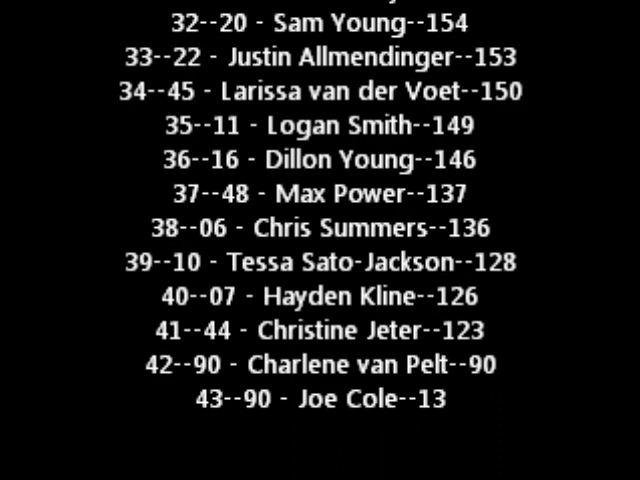 32--20 - Sam Young--154
33--22 - Justin Allmendinger--153
34--45 - Larissa van der Voet--150
35--11 - Logan Smith--149
36--16 - Dillon Young--146
37--48 - Max Power--137
38--06 - Chris Summers--136
39--10 - Tessa Sato-Jackson--128
40--07 - Hayden Kline--126
41--44 - Christine Jeter--123
42--90 - Charlene van Pelt--90
43--90 - Joe Cole--13